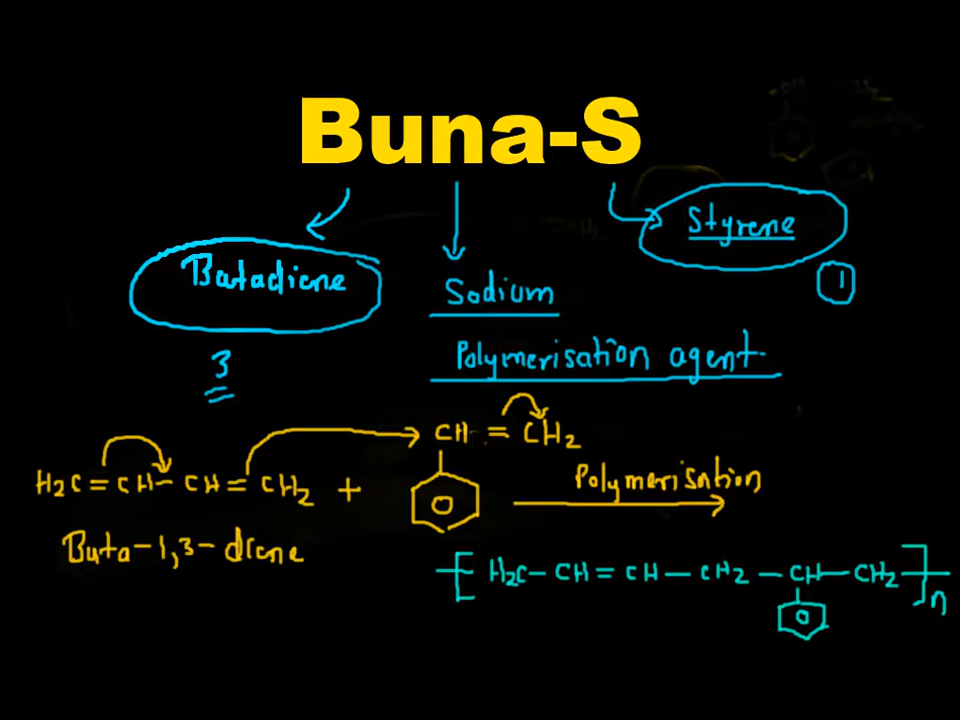 Buna-S
Styrene
1
Butadiene
Sodium
Polymerisation agent.
3
CH = CH2
H2C = CH - CH = CH2 +
Polymerisation
Buta-1,3-diene
[ H2C - CH = CH - CH2 - CH - CH2 ]n